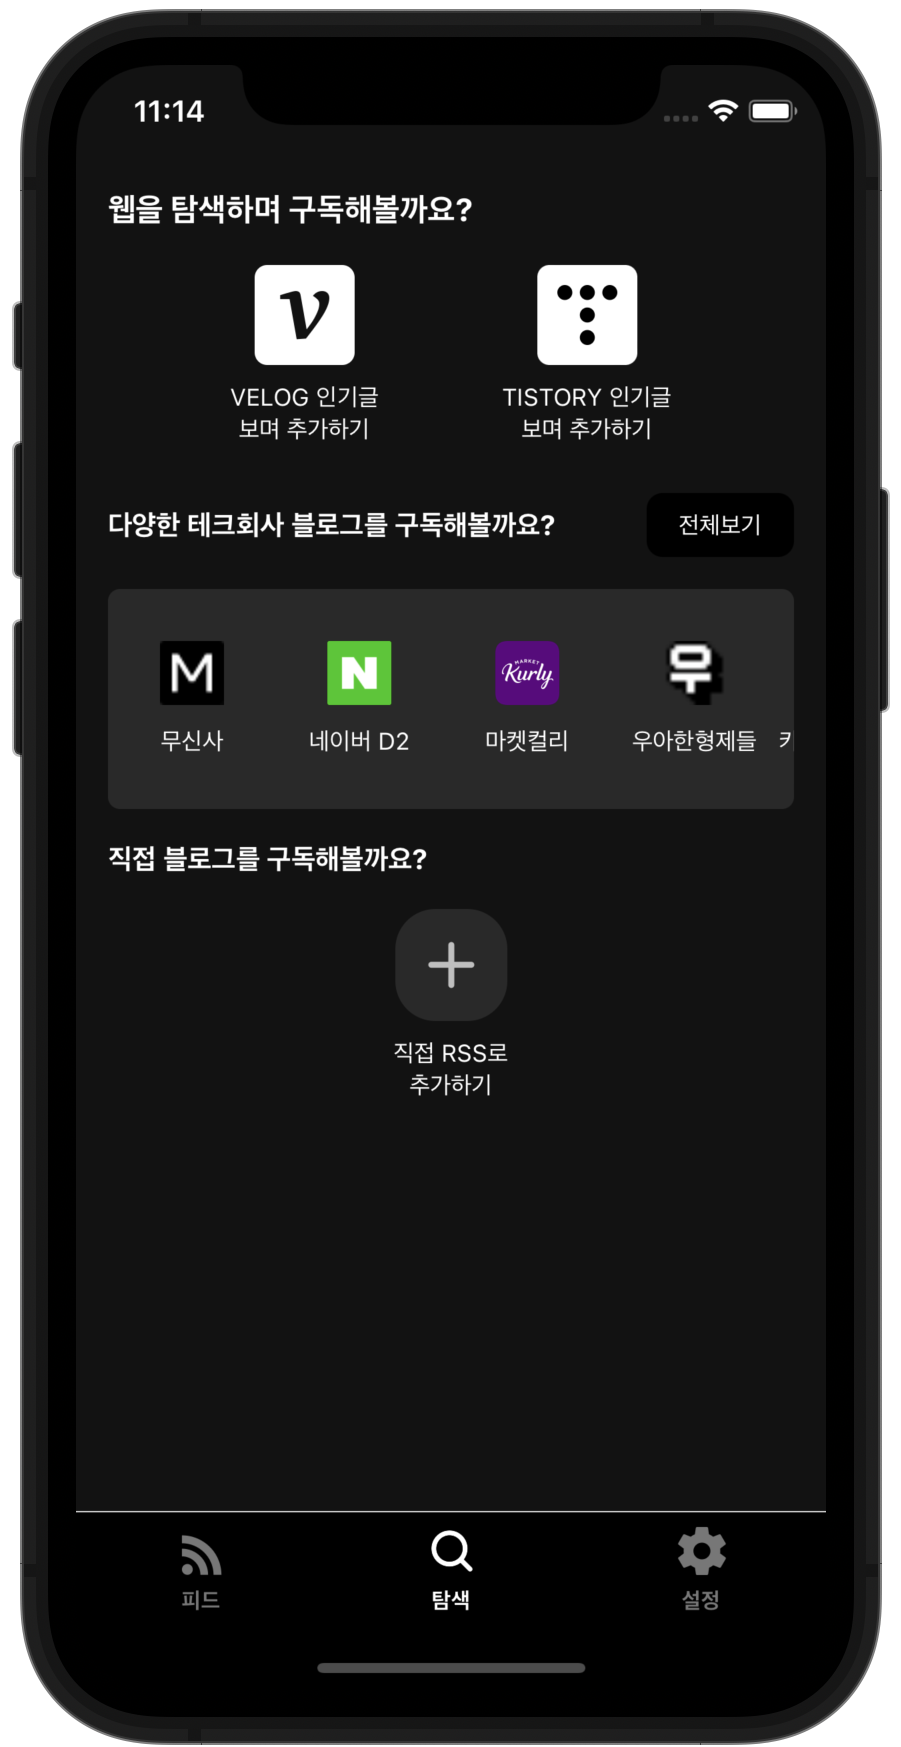 11:14
웹을 탐색하며 구독해볼까요?
VELOG 인기글
보며 추가하기
TISTORY 인기글
보며 추가하기
다양한 테크회사 블로그를 구독해볼까요?
전체보기
M
N
MARKET
Kurly
우
무신사
네이버 D2
마켓컬리
우아한형제들
직접 블로그를 구독해볼까요?
직접 RSS로
추가하기
피드
탐색
설정